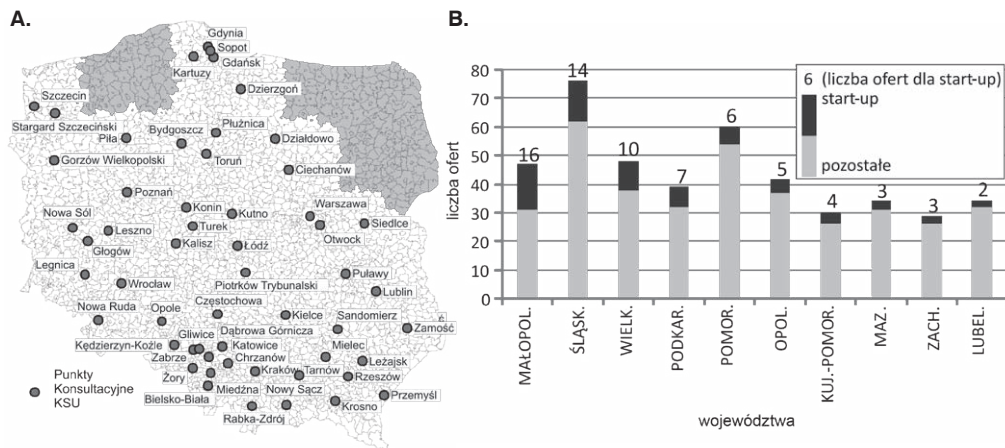 A.
Gdynia
Sopot
Gdańsk
Kartuzy
Dzierzgoń
Szczecin
Stargard Szczeciński
Piła
Bydgoszcz
Płużnica
Działdowo
Gorzów Wielkopolski
Toruń
Ciechanów
Poznań
Konin
Kutno
Warszawa
Nowa Sól
Leszno
Turek
Otwock
Siedlce
Głogów
Kalisz
Łódź
Legnica
Wrocław
Piotrków Trybunalski
Puławy
Lublin
Nowa Ruda
Opole
Częstochowa
Kielce
Sandomierz
Zamość
Kędzierzyn-Koźle
Gliwice
Dąbrowa Górnicza
Katowice
Mielec
Zabrze
Chrzanów
Leżajsk
Żory
Kraków
Tarnów
Rzeszów
Bielsko-Biała
Miedźna
Nowy Sącz
Przemyśl
Rabka-Zdrój
Krosno
Punkty
Konsultacyjne
KSU
B.
liczba ofert
80
70
60
50
40
30
20
10
0
16
14
10
7
6
5
4
3
3
2
6 (liczba ofert dla start-up)
start-up
pozostałe
MAŁOPOL.
ŚLĄSK.
WIELK.
PODKAR.
POMOR.
OPOL.
KUJ.-POMOR.
MAZ.
ZACH.
LUBEL.
województwa